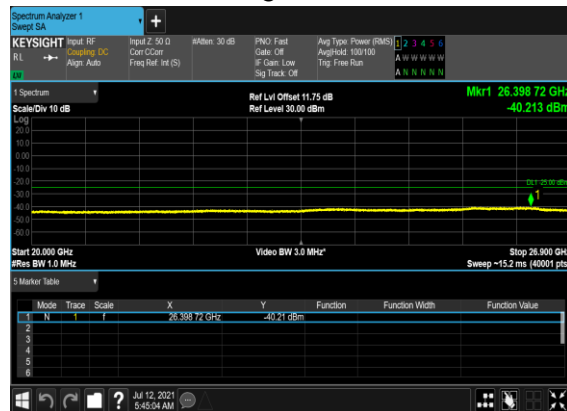 Spectrum Analyzer 1
Swept SA
+
KEYSIGHT Input: RF Input Z: 50 Ω #Atten: 30 dB PNO: Fast Avg Type: Power (RMS) 1 2 3 4 5 6
RL Coupling: DC Corr CCorr Gate: Off Avg|Hold: 100/100 A W W W W W
Align: Auto Freq Ref: Int (S) IF Gain: Low Trig: Free Run
LW Sig Track: Off A N N N N N
1 Spectrum Ref Lvl Offset 11.75 dB Mkr1 26.398 72 GHz
Scale/Div 10 dB Ref Level 30.00 dBm -40.213 dBm
Log
20.0
10.0
0.00
-10.0
-20.0
DL1 -25.00 dBm
-30.0
1
-40.0
-50.0
-60.0
Start 20.000 GHz Video BW 3.0 MHz* Stop 26.900 GHz
#Res BW 1.0 MHz Sweep ~15.2 ms (40001 pts)
5 Marker Table
Mode Trace Scale X Y Function Function Width Function Value
1 N 1 f 26.398 72 GHz -40.21 dBm
2
3
4
5
6
? Jul 12, 2021
5:45:04 AM